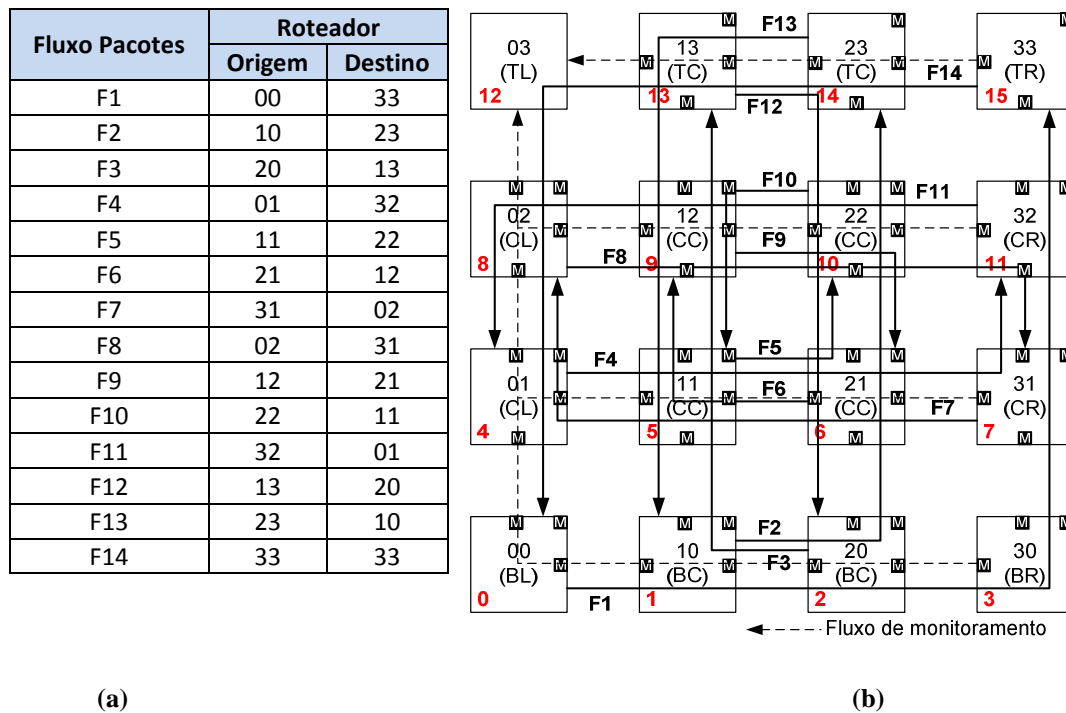 Fluxo Pacotes Roteador
Origem Destino
F1 00 33
F2 10 23
F3 20 13
F4 01 32
F5 11 22
F6 21 12
F7 31 02
F8 02 31
F9 12 21
F10 22 11
F11 32 01
F12 13 20
F13 23 10
F14 33 33
(a)
M M F13 M M
03 13 23 33
(TL) M (TC) M (TC) M M (TR)
F14
12 13 M F12 14 M 15 M
M M M M F10 M M F11 M M
02 12 22 32
(CL) M (CC) M (CC) M (CR)
F9
8 M F8 9 M 10 M 11 M
M M M M F5 M M M M
F4
01 11 21 31
(CL) M (CC) M F6 M (CC) M (CR)
F7
4 M 5 M 6 M 7 M
M M M M M M M M
F2
00 10 20 30
(BL) M M (BC) M F3 M (BC) M M (BR)
0 F1 1 2 3
Fluxo de monitoramento
(b)